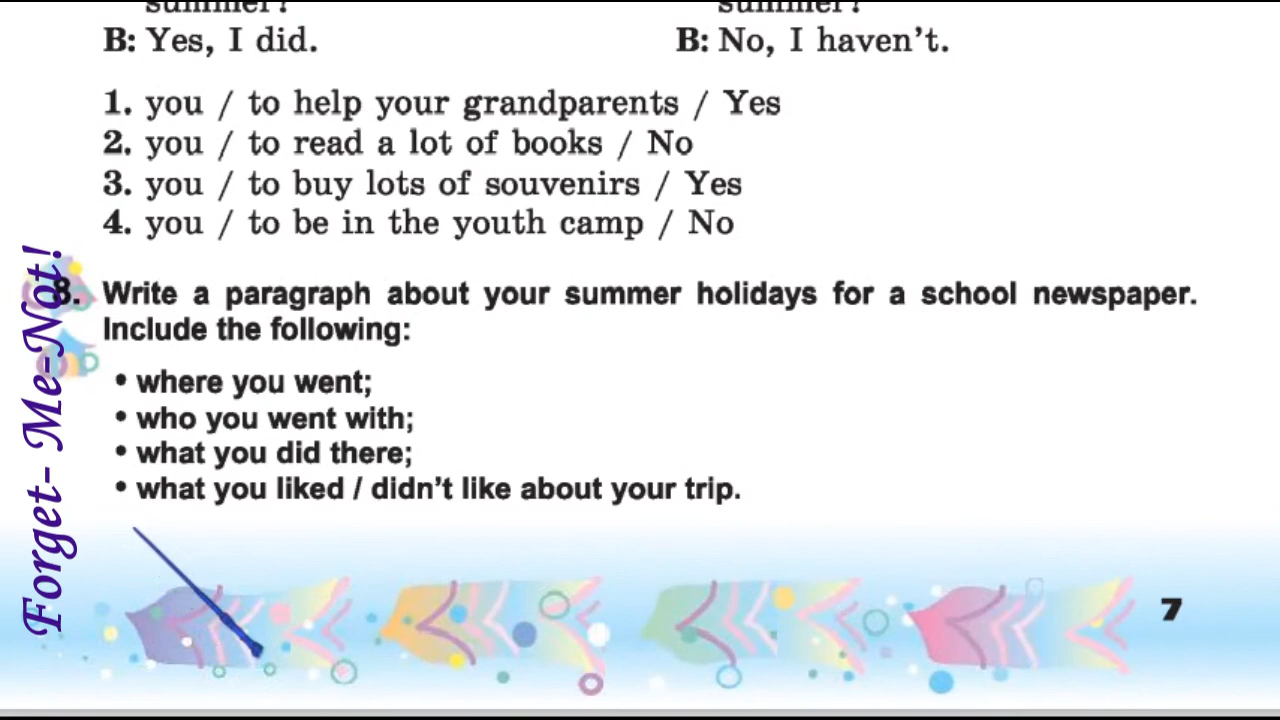 summer?
summer?
B: Yes, I did.
B: No, I haven't.
1. you / to help your grandparents / Yes
2. you / to read a lot of books / No
3. you / to buy lots of souvenirs / Yes
4. you / to be in the youth camp / No
8. Write a paragraph about your summer holidays for a school newspaper.
Include the following:
• where you went;
• who you went with;
• what you did there;
• what you liked / didn't like about your trip.
Forget- Me-Not!
7